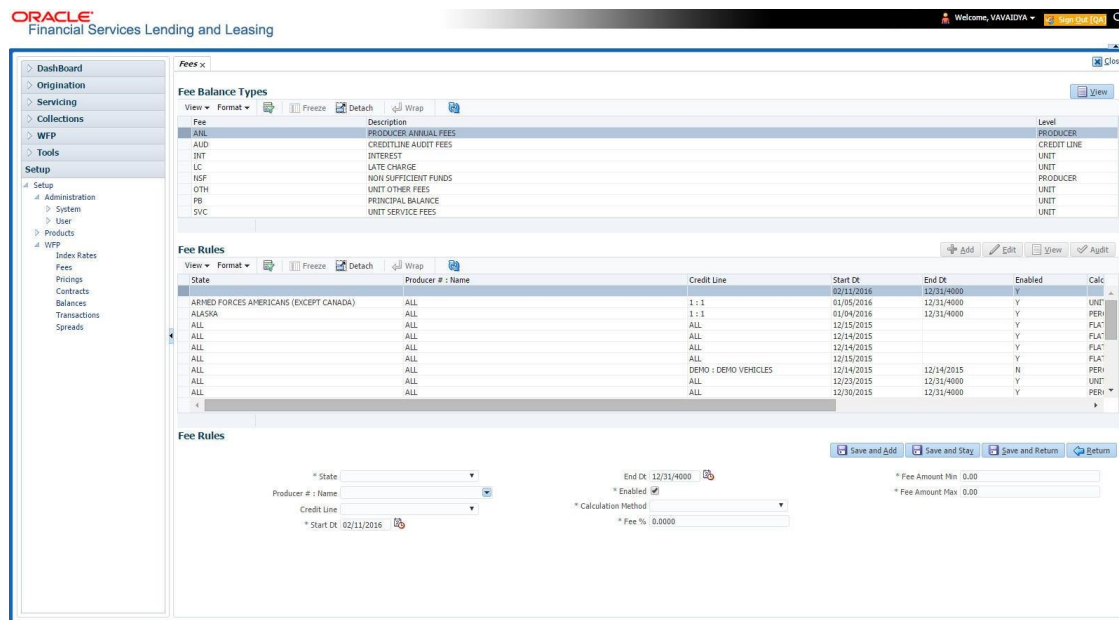 ORACLE®
Financial Services Lending and Leasing
Welcome, VAVAIDYA
Sign Out [QA]
Fees x
Clos
DashBoard
Origination
Servicing
Collections
WFP
Tools
Setup
Setup
Administration
System
User
Products
WFP
Index Rates
Fees
Pricings
Contracts
Balances
Transactions
Spreads
Fee Balance Types
View
View Format Freeze Detach Wrap
Fee Description Level
ANL PRODUCER ANNUAL FEES PRODUCER
AUD CREDITLINE AUDIT FEES CREDIT LINE
INT INTEREST UNIT
LC LATE CHARGE UNIT
NSF NON SUFFICIENT FUNDS PRODUCER
OTH UNIT OTHER FEES UNIT
PB PRINCIPAL BALANCE UNIT
SVC UNIT SERVICE FEES UNIT
Fee Rules
Add Edit View Audit
View Format Freeze Detach Wrap
State Producer # : Name Credit Line Start Dt End Dt Enabled Calc
02/11/2016 12/31/4000 Y
ARMED FORCES AMERICANS (EXCEPT CANADA) ALL 1 : 1 01/05/2016 12/31/4000 Y UNI
ALASKA ALL 1 : 1 01/04/2016 12/31/4000 Y PER
ALL ALL ALL 12/15/2015 Y FLA
ALL ALL ALL 12/14/2015 Y FLA
ALL ALL ALL 12/14/2015 Y FLA
ALL ALL ALL 12/15/2015 Y FLA
ALL ALL DEMO : DEMO VEHICLES 12/14/2015 12/14/2015 N PER
ALL ALL ALL 12/23/2015 12/31/4000 Y UNI
ALL ALL ALL 12/30/2015 12/31/4000 Y PER
Fee Rules
Save and Add Save and Stay Save and Return Return
* State
Producer # : Name
Credit Line
* Start Dt 02/11/2016
End Dt 12/31/4000
* Enabled
* Calculation Method
* Fee % 0.0000
* Fee Amount Min 0.00
* Fee Amount Max 0.00